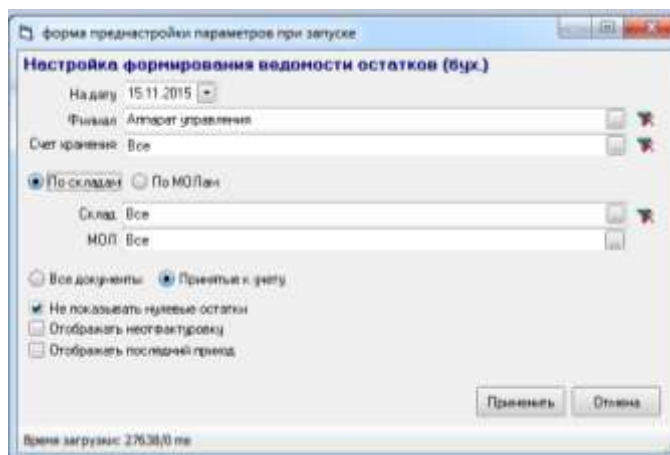 форма преднастройки параметров при запуске
Настройка формирования ведомости остатков (бух.)
На дату 15.11.2015
Филиал Аппарат управления
Счет хранения Все
По складам По МОЛам
Склад Все
МОЛ Все
Все документы Принятые к учету
Не показывать нулевые остатки
Отображать неотфактуровку
Отображать последний приход
Применить Отмена
Время загрузки: 27638/0 ms